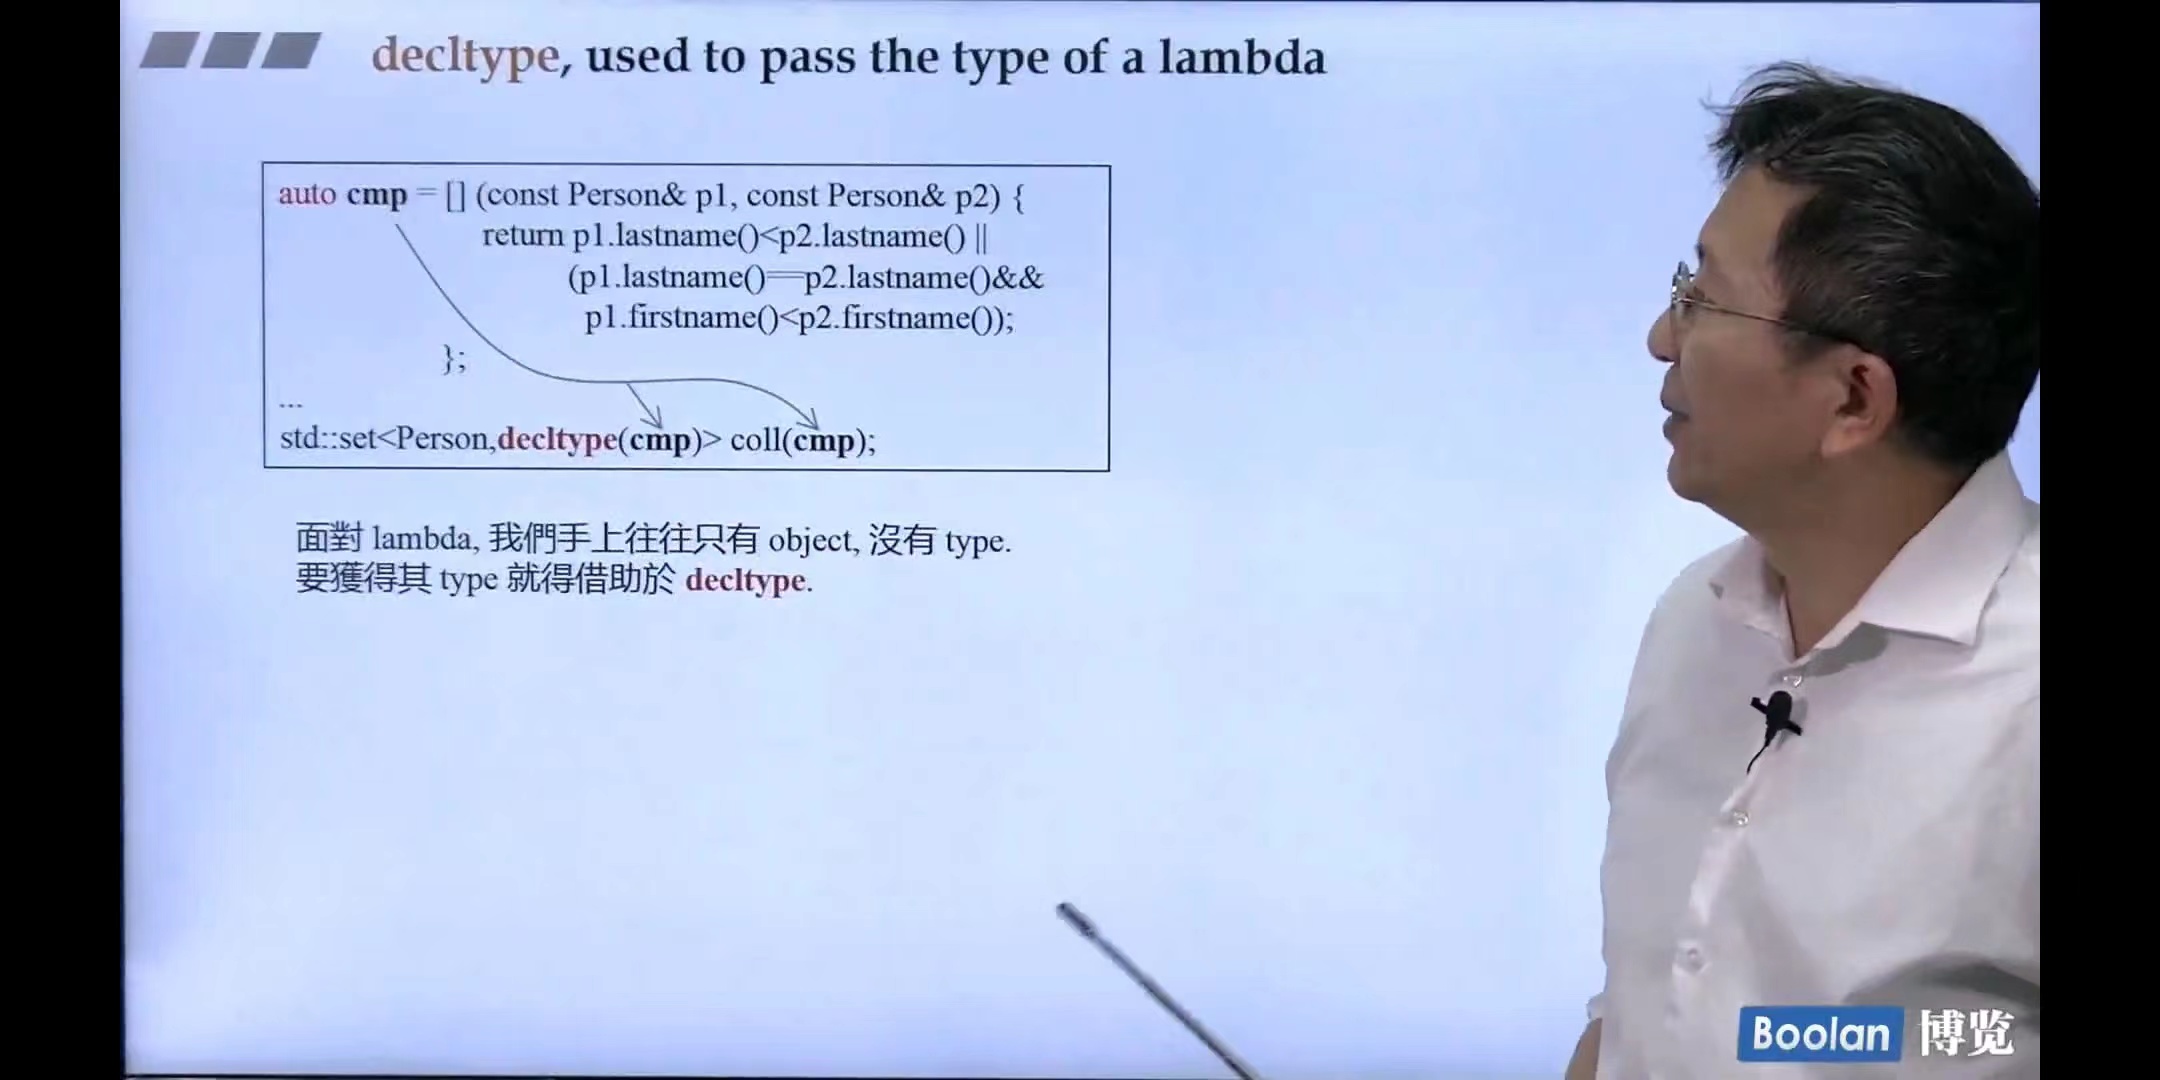 decltype, used to pass the type of a lambda
auto cmp = [] (const Person& p1, const Person& p2) {
return p1.lastname()<p2.lastname() ||
(p1.lastname()==p2.lastname()&&
p1.firstname()<p2.firstname());
};
...
std::set<Person,decltype(cmp)> coll(cmp);
面對 lambda, 我們手上往往只有 object, 沒有 type.
要獲得其 type 就得借助於 decltype.
Boolan 博览